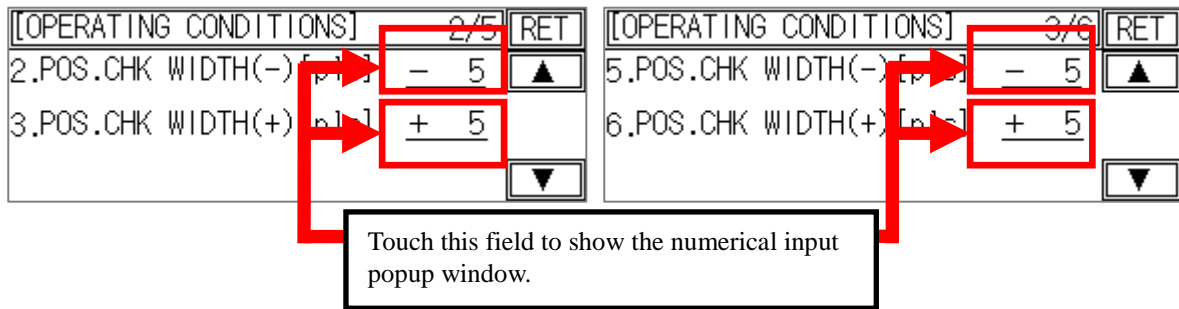 [OPERATING CONDITIONS] 2/5 RET
2.POS.CHK WIDTH(-) - 5 ▲
3.POS.CHK WIDTH(+) + 5
▼
[OPERATING CONDITIONS] 3/6 RET
5.POS.CHK WIDTH(-) - 5 ▲
6.POS.CHK WIDTH(+) + 5
▼
Touch this field to show the numerical input
popup window.